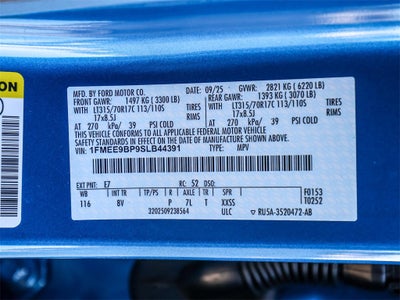 MFD. BY FORD MOTOR CO. 09/25 GVWR: 2821 KG ( 6220 LB)
FRONT GAWR: 1497 KG ( 3300 LB) REAR GAWR: 1393 KG ( 3070 LB)
WITH LT315/70R17C 113/110S TIRES WITH LT315/70R17C 113/110S TIRES
17x8.5J RIMS 17x8.5J RIMS
AT 270 kPa/ 39 PSI COLD AT 270 kPa/ 39 PSI COLD
THIS VEHICLE CONFORMS TO ALL APPLICABLE FEDERAL MOTOR VEHICLE SAFETY
STANDARDS IN EFFECT ON THE DATE OF MANUFACTURE SHOWN ABOVE.
VIN: 1FMEE9BP9SLB44391 TYPE: MPV
EXT PNT: E7 RC: 52 DSO: F0153
WB INT TR TP/PS R AXLE TR SPR T0252
116 8V P 7L T XXSS
3202509238564 ULC RU5A-3520472-AB